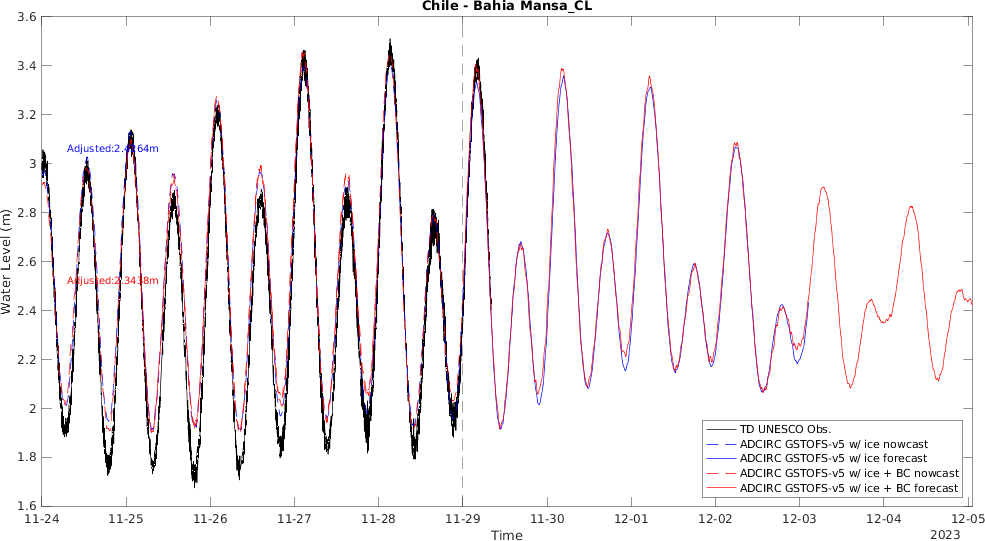 Chile - Bahia Mansa_CL
3.6
3.4
3.2
3
2.8
2.6
2.4
2.2
2
1.8
1.6
Water Level (m)
Adjusted:2.4164m
Adjusted:2.3438m
TD UNESCO Obs.
ADCIRC GSTOFS-v5 w/ ice nowcast
ADCIRC GSTOFS-v5 w/ ice forecast
ADCIRC GSTOFS-v5 w/ ice + BC nowcast
ADCIRC GSTOFS-v5 w/ ice + BC forecast
11-24 11-25 11-26 11-27 11-28 11-29 11-30 12-01 12-02 12-03 12-04 12-05
Time
2023